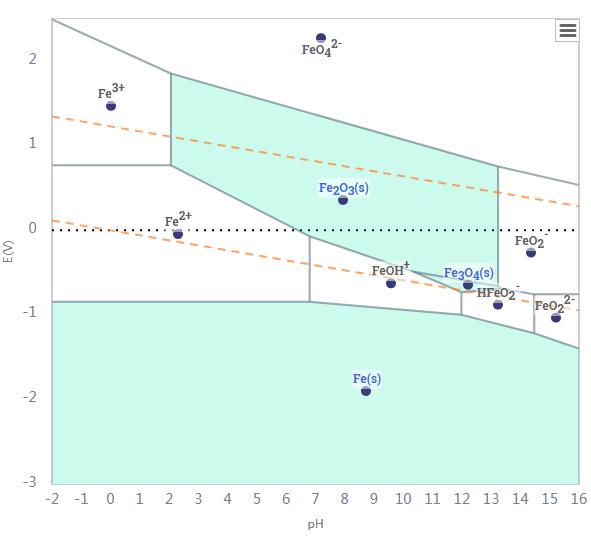 2
1
0
-1
-2
-3
E(V)
FeO₄²⁻
Fe³⁺
Fe₂O₃(s)
Fe²⁺
FeO₂⁻
FeOH⁺
Fe₃O₄(s)
HFeO₂⁻
FeO₂²⁻
Fe(s)
-2 -1 0 1 2 3 4 5 6 7 8 9 10 11 12 13 14 15 16
pH